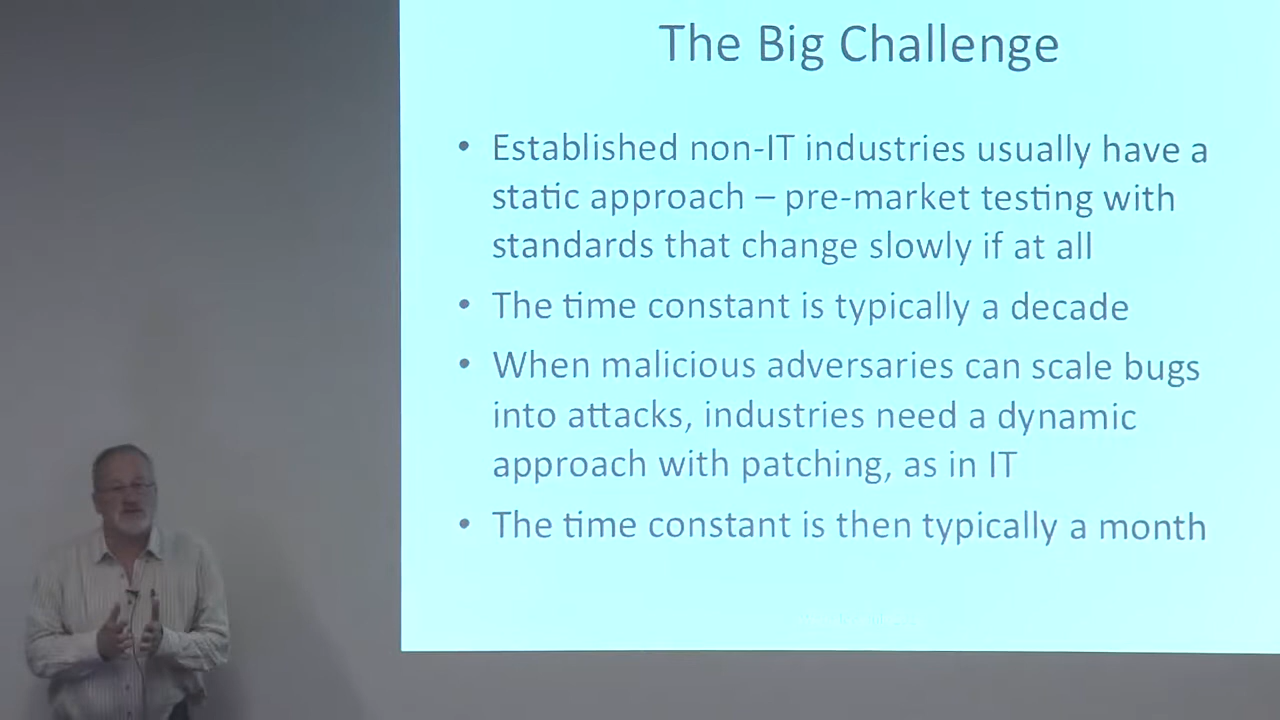 The Big Challenge
• Established non-IT industries usually have a
static approach – pre-market testing with
standards that change slowly if at all
• The time constant is typically a decade
• When malicious adversaries can scale bugs
into attacks, industries need a dynamic
approach with patching, as in IT
• The time constant is then typically a month